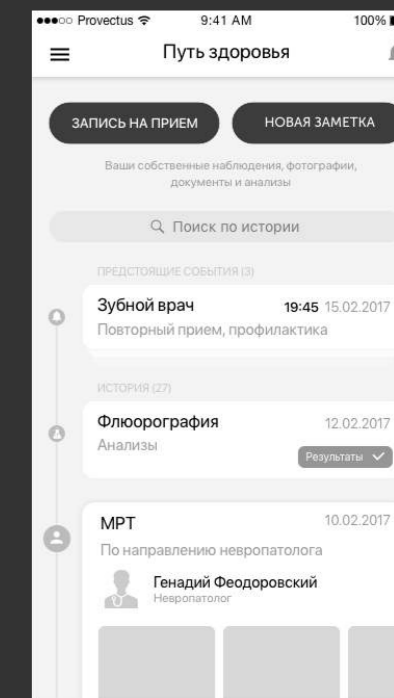 Provectus 9:41 AM 100%
Путь здоровья
ЗАПИСЬ НА ПРИЕМ НОВАЯ ЗАМЕТКА
Ваши собственные наблюдения, фотографии,
документы и анализы
Поиск по истории
ПРЕДСТОЯЩИЕ СОБЫТИЯ (3)
Зубной врач 19:45 15.02.2017
Повторный прием, профилактика
ИСТОРИЯ (27)
Флюорография 12.02.2017
Анализы
Результаты
МРТ 10.02.2017
По направлению невропатолога
Генадий Феодоровский
Невропатолог